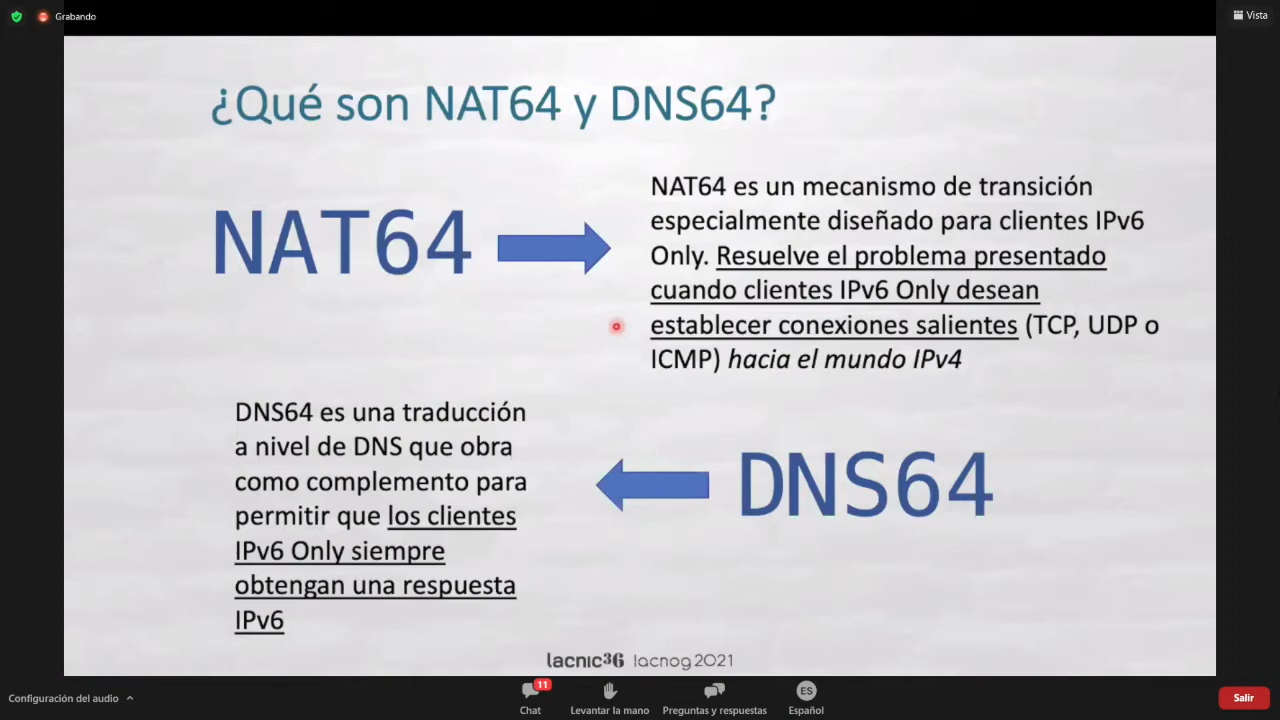 Grabando
Vista
¿Qué son NAT64 y DNS64?
NAT64
NAT64 es un mecanismo de transición
especialmente diseñado para clientes IPv6
Only. Resuelve el problema presentado
cuando clientes IPv6 Only desean
establecer conexiones salientes (TCP, UDP o
ICMP) hacia el mundo IPv4
DNS64 es una traducción
a nivel de DNS que obra
como complemento para
permitir que los clientes
IPv6 Only siempre
obtengan una respuesta
IPv6
DNS64
lacnic36 lacnog2021
Configuración del audio
11
Chat
Levantar la mano
Preguntas y respuestas
ES
Español
Salir